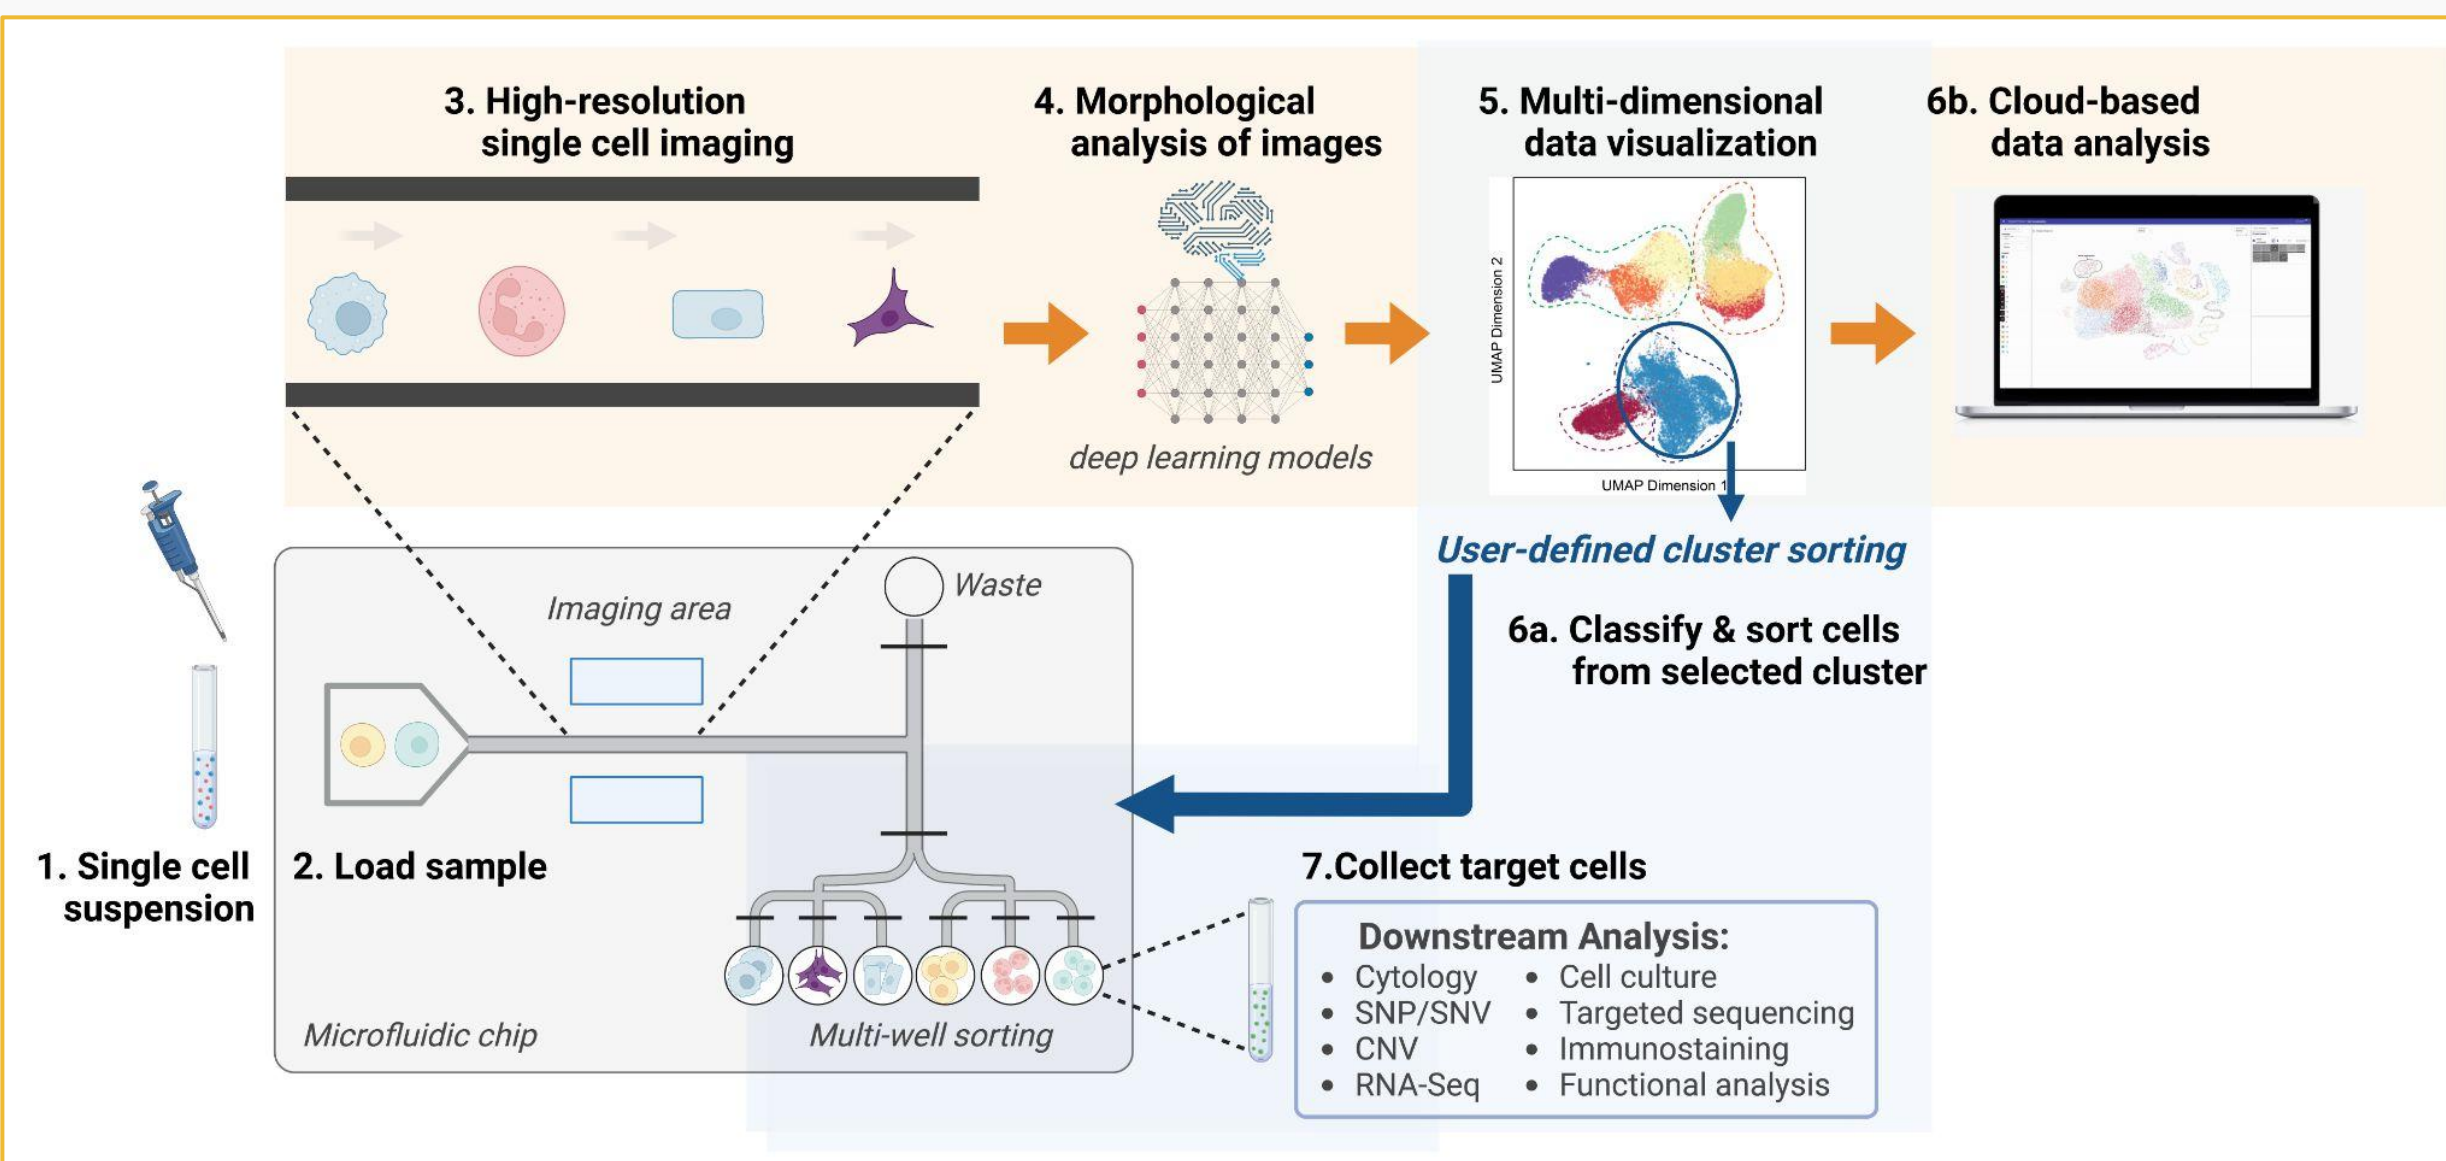 3. High-resolution
single cell imaging
4. Morphological
analysis of images
5. Multi-dimensional
data visualization
6b. Cloud-based
data analysis
UMAP Dimension 2
UMAP Dimension 1
deep learning models
User-defined cluster sorting
6a. Classify & sort cells
from selected cluster
Imaging area
Waste
1. Single cell
suspension
2. Load sample
Microfluidic chip
Multi-well sorting
7.Collect target cells
Downstream Analysis:
• Cytology
• SNP/SNV
• CNV
• RNA-Seq
• Cell culture
• Targeted sequencing
• Immunostaining
• Functional analysis